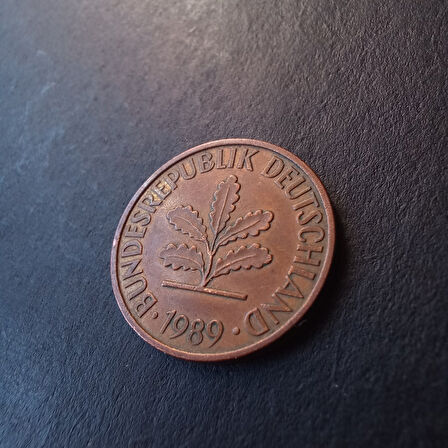 BUNDESREPUBLIK DEUTSCHLAND
· 1989 ·